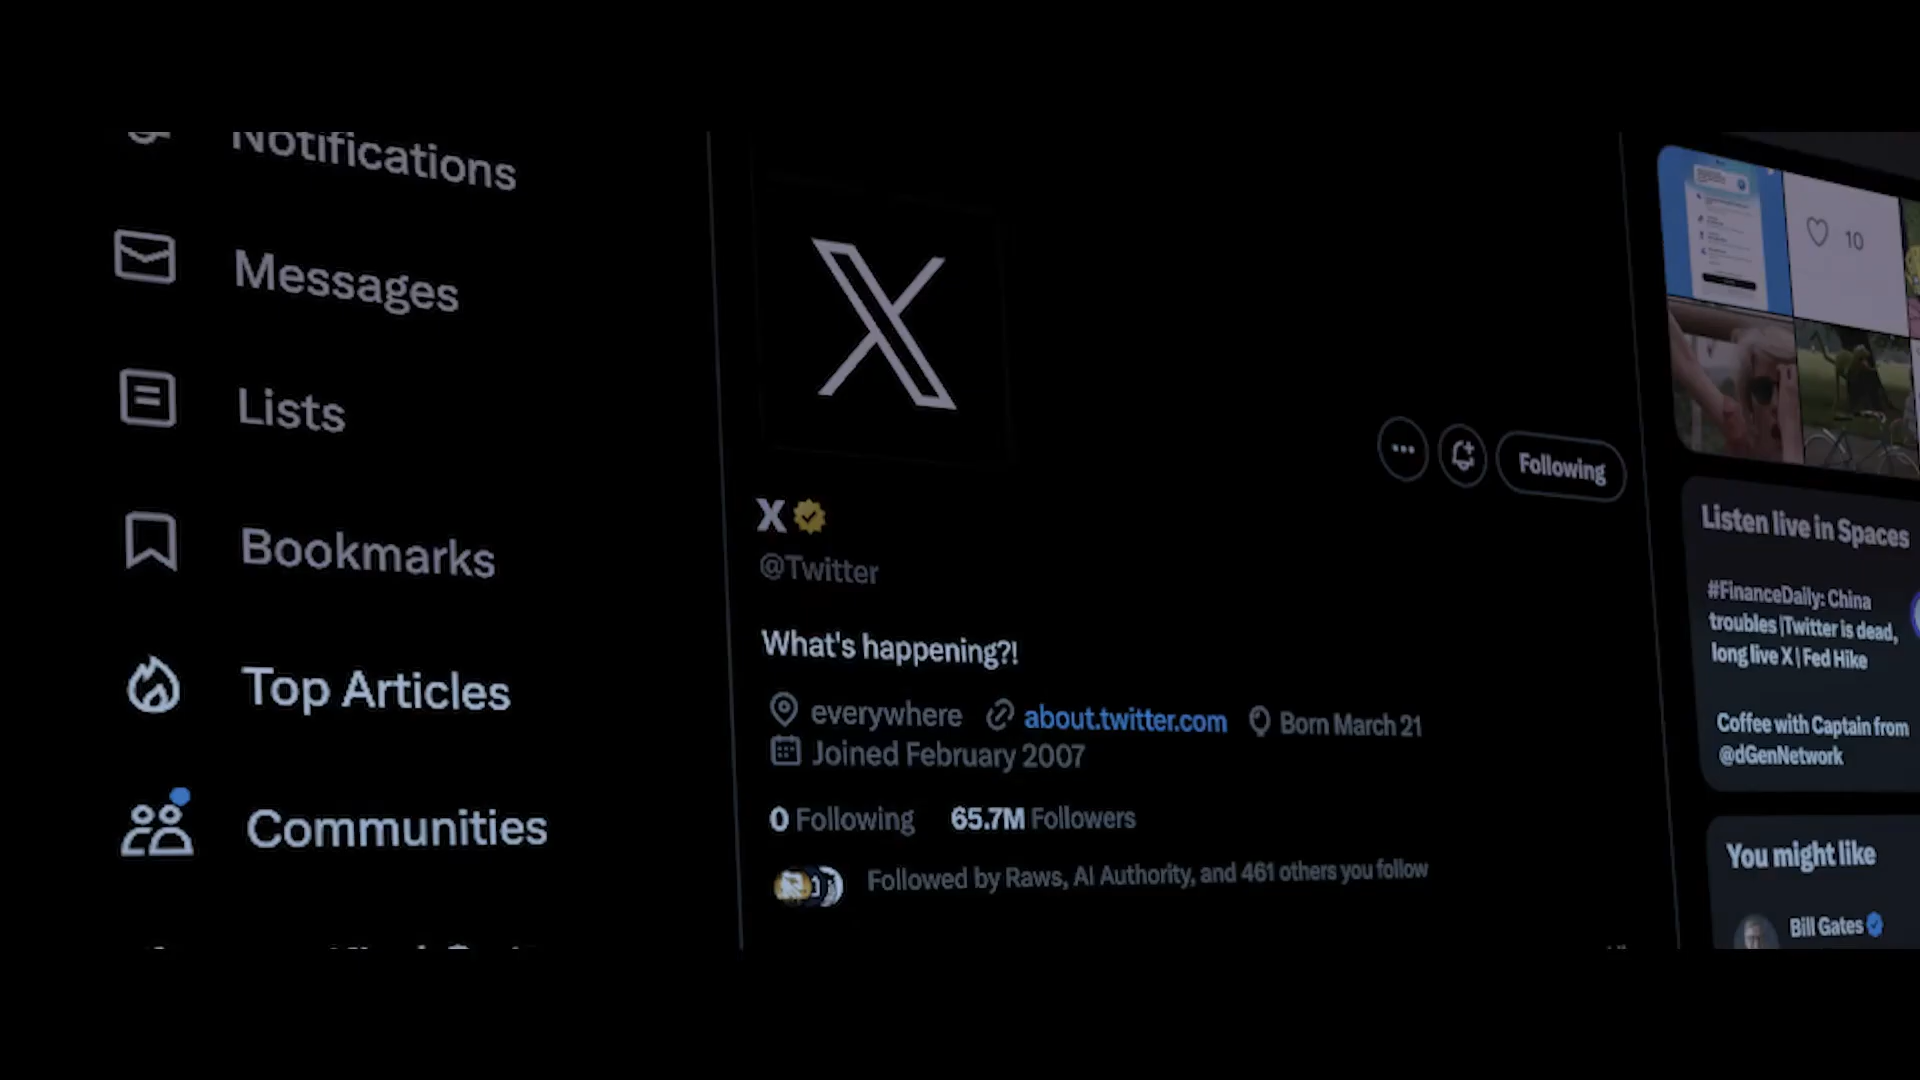 Notifications
Messages
Lists
Bookmarks
Top Articles
Communities
X
Following
X
@Twitter
What's happening?!
everywhere about.twitter.com Born March 21
Joined February 2007
0 Following 65.7M Followers
Followed by Raws, AI Authority, and 461 others you follow
10
Listen live in Spaces
#FinanceDaily: China
troubles |Twitter is dead,
long live X | Fed Hike
Coffee with Captain from
@dGenNetwork
You might like
Bill Gates